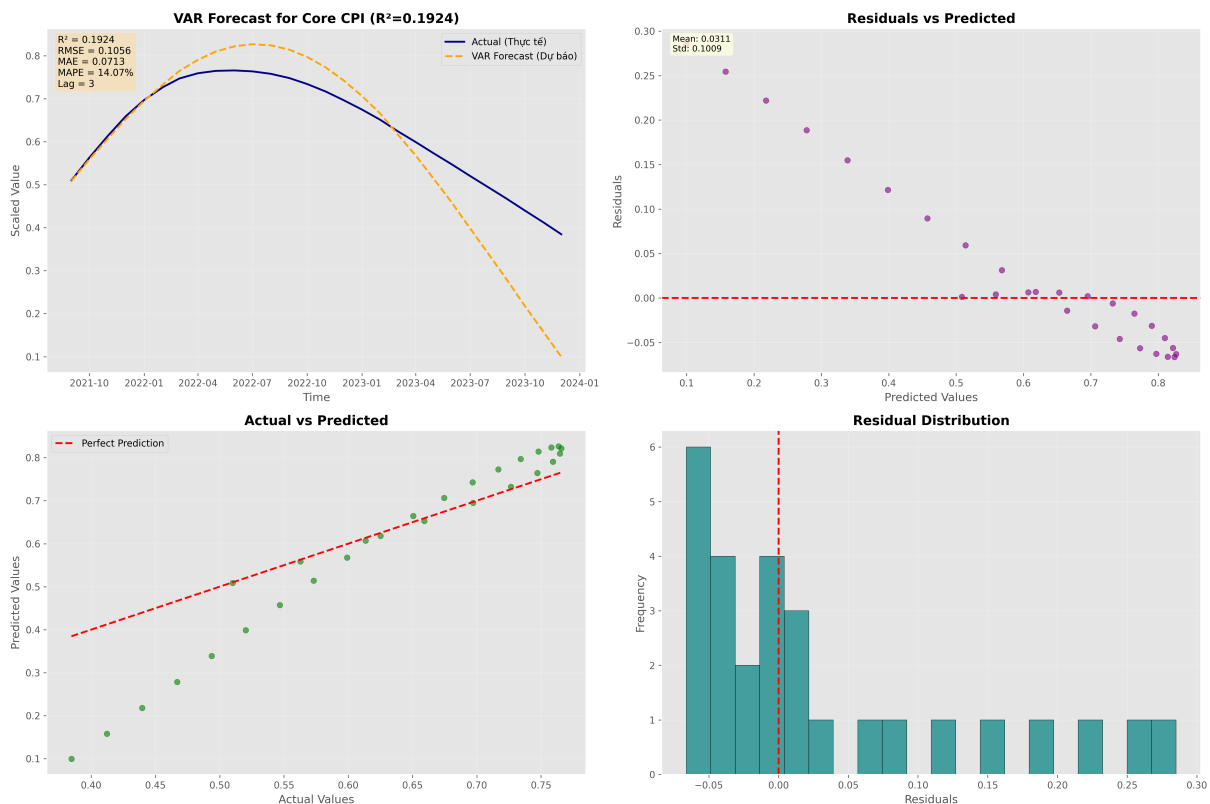 VAR Forecast for Core CPI (R²=0.1924)
R² = 0.1924
RMSE = 0.1056
MAE = 0.0713
MAPE = 14.07%
Lag = 3
Actual (Thực tế)
VAR Forecast (Dự báo)
Scaled Value
0.8
0.7
0.6
0.5
0.4
0.3
0.2
0.1
2021-10 2022-01 2022-04 2022-07 2022-10 2023-01 2023-04 2023-07 2023-10 2024-01
Time
Residuals vs Predicted
Mean: 0.0311
Std: 0.1009
Residuals
0.30
0.25
0.20
0.15
0.10
0.05
0.00
−0.05
0.1 0.2 0.3 0.4 0.5 0.6 0.7 0.8
Predicted Values
Actual vs Predicted
Perfect Prediction
Predicted Values
0.8
0.7
0.6
0.5
0.4
0.3
0.2
0.1
0.40 0.45 0.50 0.55 0.60 0.65 0.70 0.75
Actual Values
Residual Distribution
Frequency
6
5
4
3
2
1
0
−0.05 0.00 0.05 0.10 0.15 0.20 0.25 0.30
Residuals